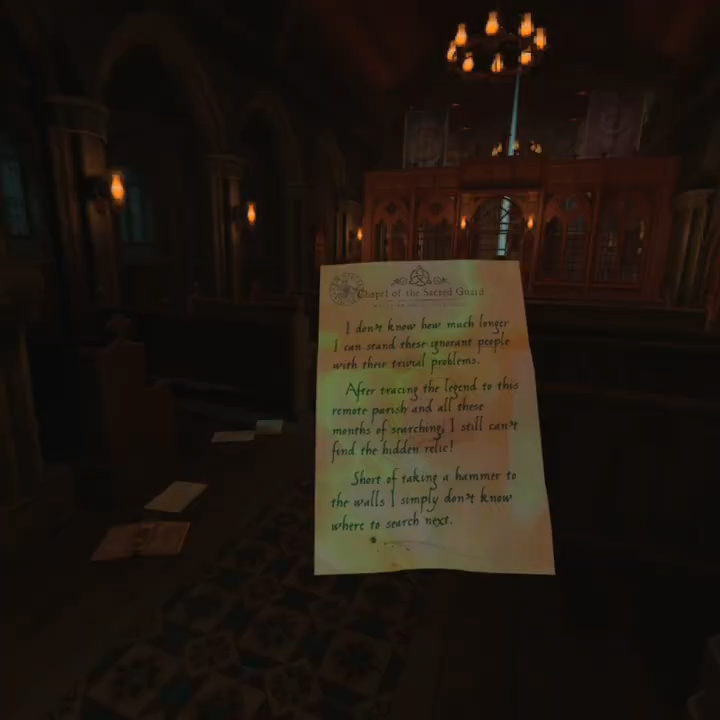 Chapel of the Sacred Guard
I don't know how much longer
I can stand these ignorant people
with their trivial problems.
After tracing the legend to this
remote parish and all these
months of searching, I still can't
find the hidden relic!
Short of taking a hammer to
the walls I simply don't know
where to search next.